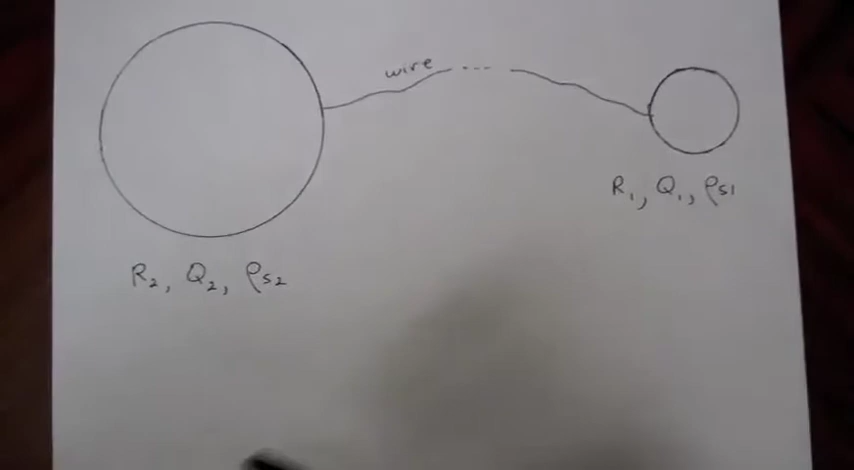 wire
R₁, Q₁, ρs1
R₂, Q₂, ρs2